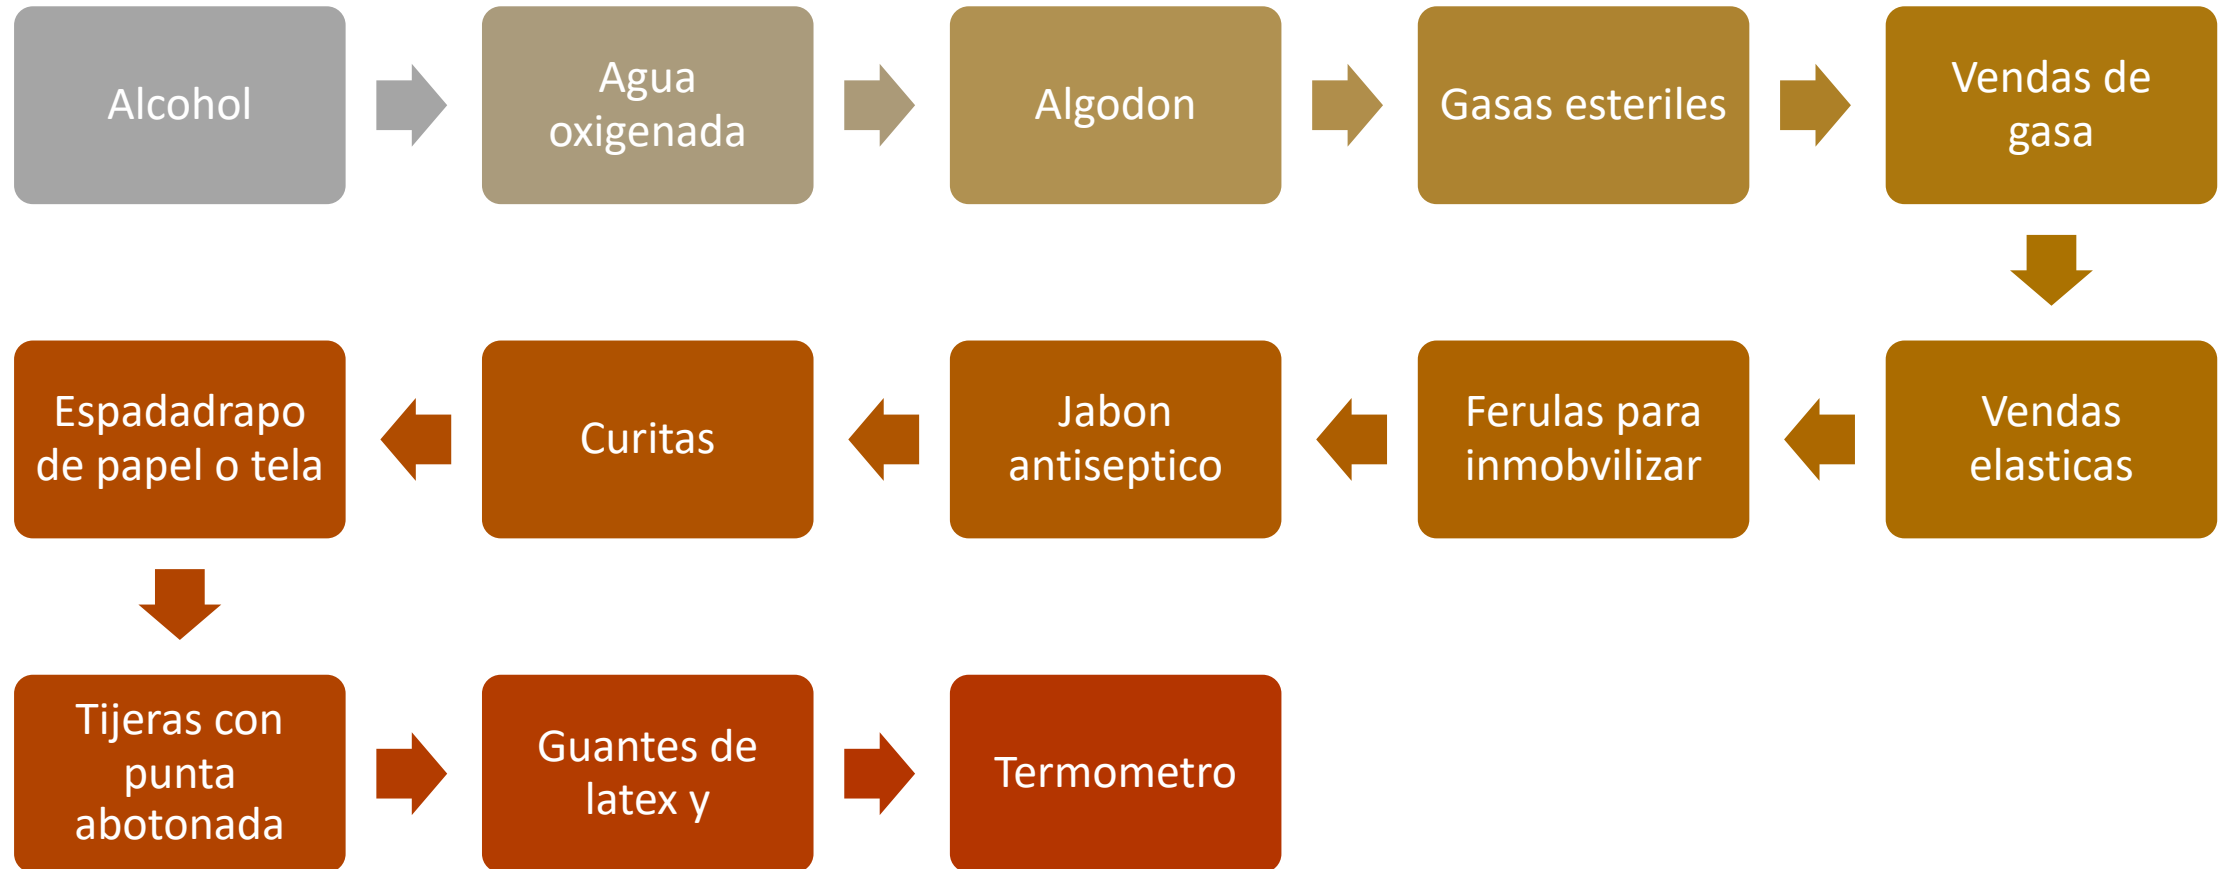 Alcohol
Agua
oxigenada
Algodon
Gasas esteriles
Vendas de
gasa
Vendas
elasticas
Ferulas para
inmobvilizar
Jabon
antiseptico
Curitas
Espadadrapo
de papel o tela
Tijeras con
punta
abotonada
Guantes de
latex y
Termometro